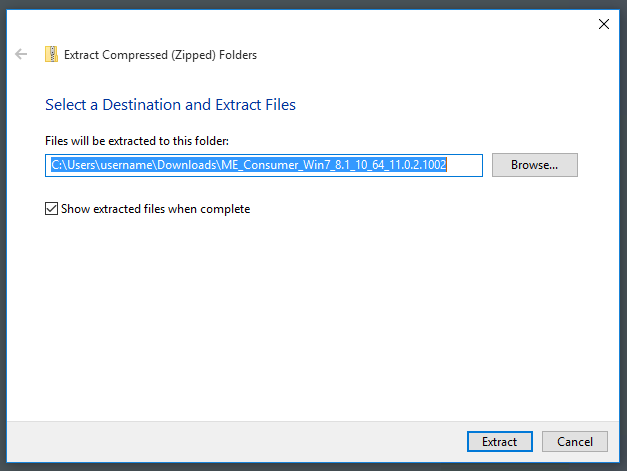 Extract Compressed (Zipped) Folders
Select a Destination and Extract Files
Files will be extracted to this folder:
C:\Users\username\Downloads\ME_Consumer_Win7_8.1_10_64_11.0.2.1002
Browse...
Show extracted files when complete
Extract
Cancel